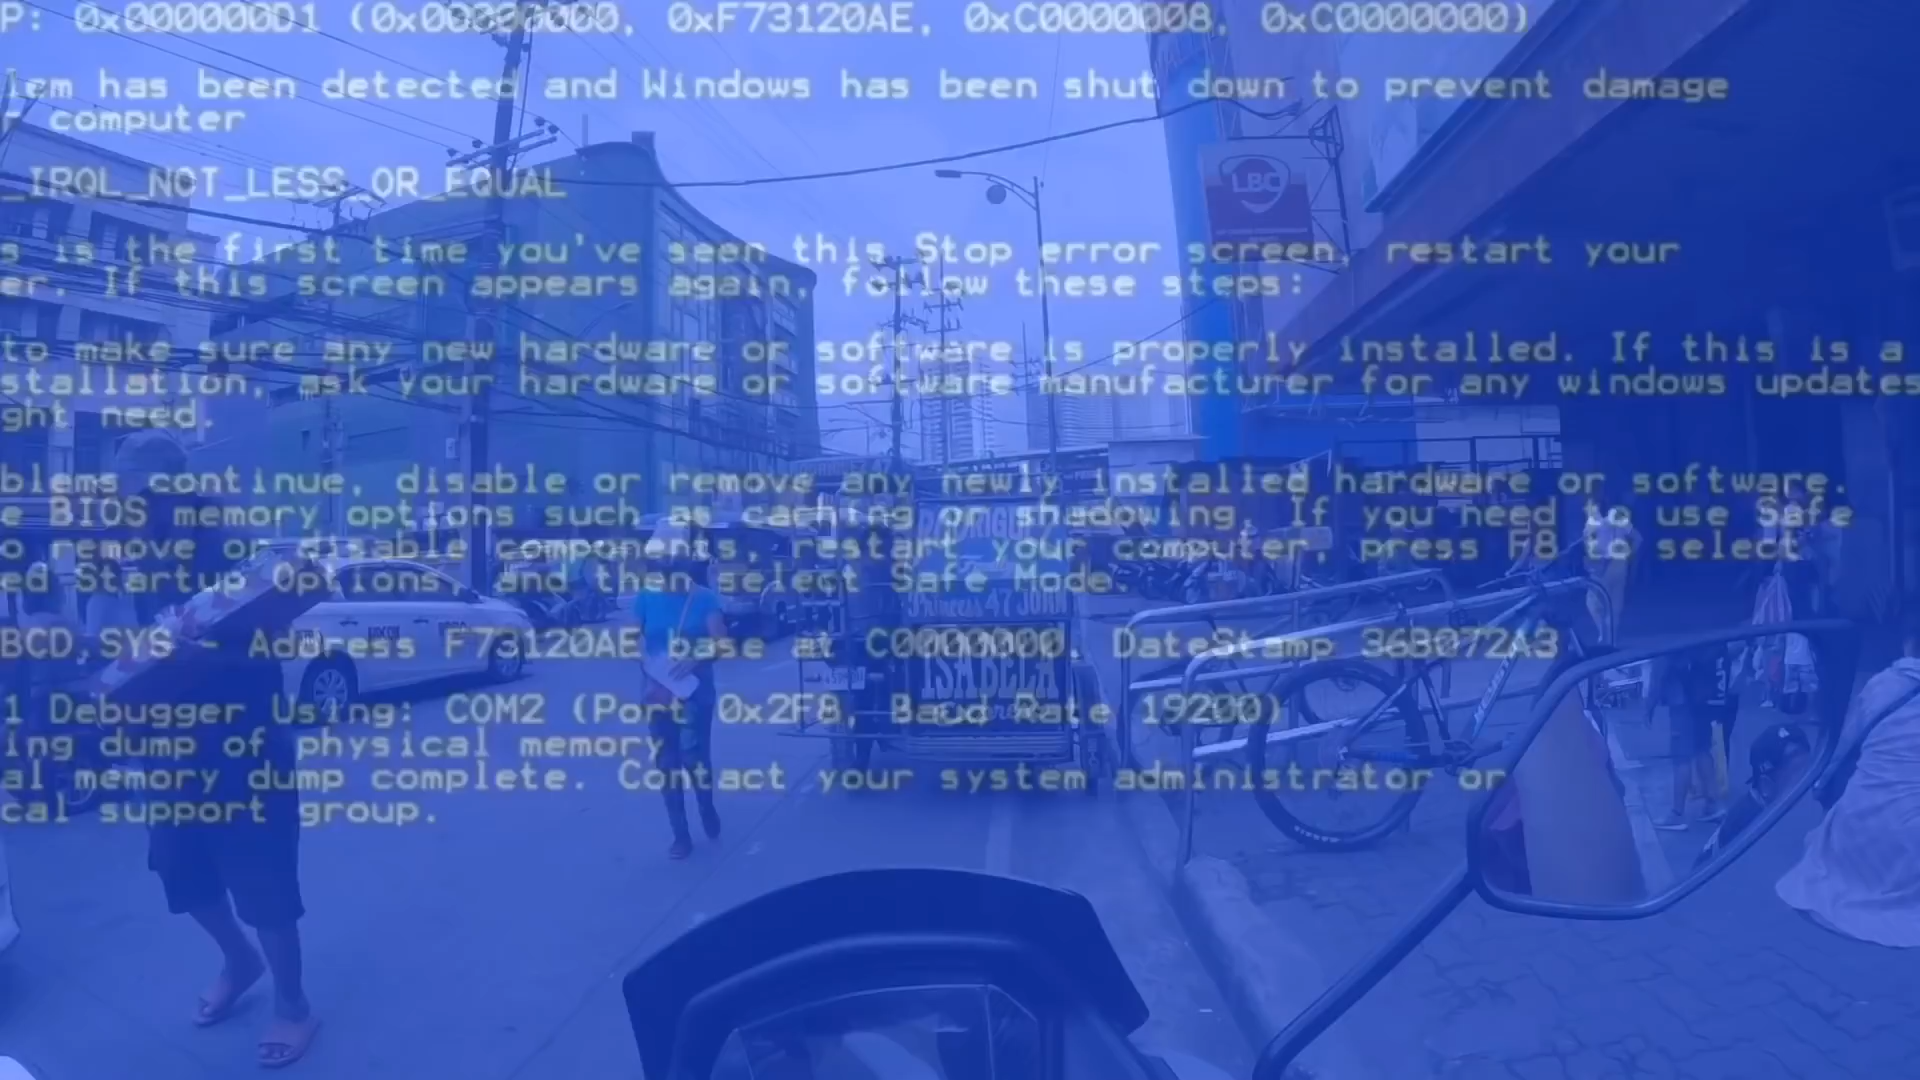 P: 0x000000D1 (0x00000000, 0xF73120AE, 0xC0000008, 0xC0000000)
lem has been detected and Windows has been shut down to prevent damage
r computer
_IRQL_NOT_LESS_OR_EQUAL
s is the first time you've seen this Stop error screen, restart your
er. If this screen appears again, follow these steps:
to make sure any new hardware or software is properly installed. If this is a
stallation, ask your hardware or software manufacturer for any windows updates
ght need.
blems continue, disable or remove any newly installed hardware or software.
e BIOS memory options such as caching or shadowing. If you need to use Safe
o remove or disable components, restart your computer, press F8 to select
ed Startup Options, and then select Safe Mode.
BCD.SYS - Address F73120AE base at C0000000. DateStamp 36B072A3
1 Debugger Using: COM2 (Port 0x2F8, Baud Rate 19200)
ing dump of physical memory
al memory dump complete. Contact your system administrator or
cal support group.
LBC
Princess 47 JOHN
ISABELA